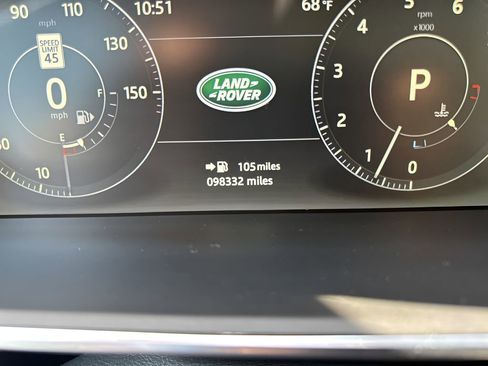 mph
110
10:51
68°F
5
6
rpm
x1000
SPEED
LIMIT
45
130
4
3
F
0
150
LAND
ROVER
P
mph
E
2
105 miles
10
1
0
098332 miles